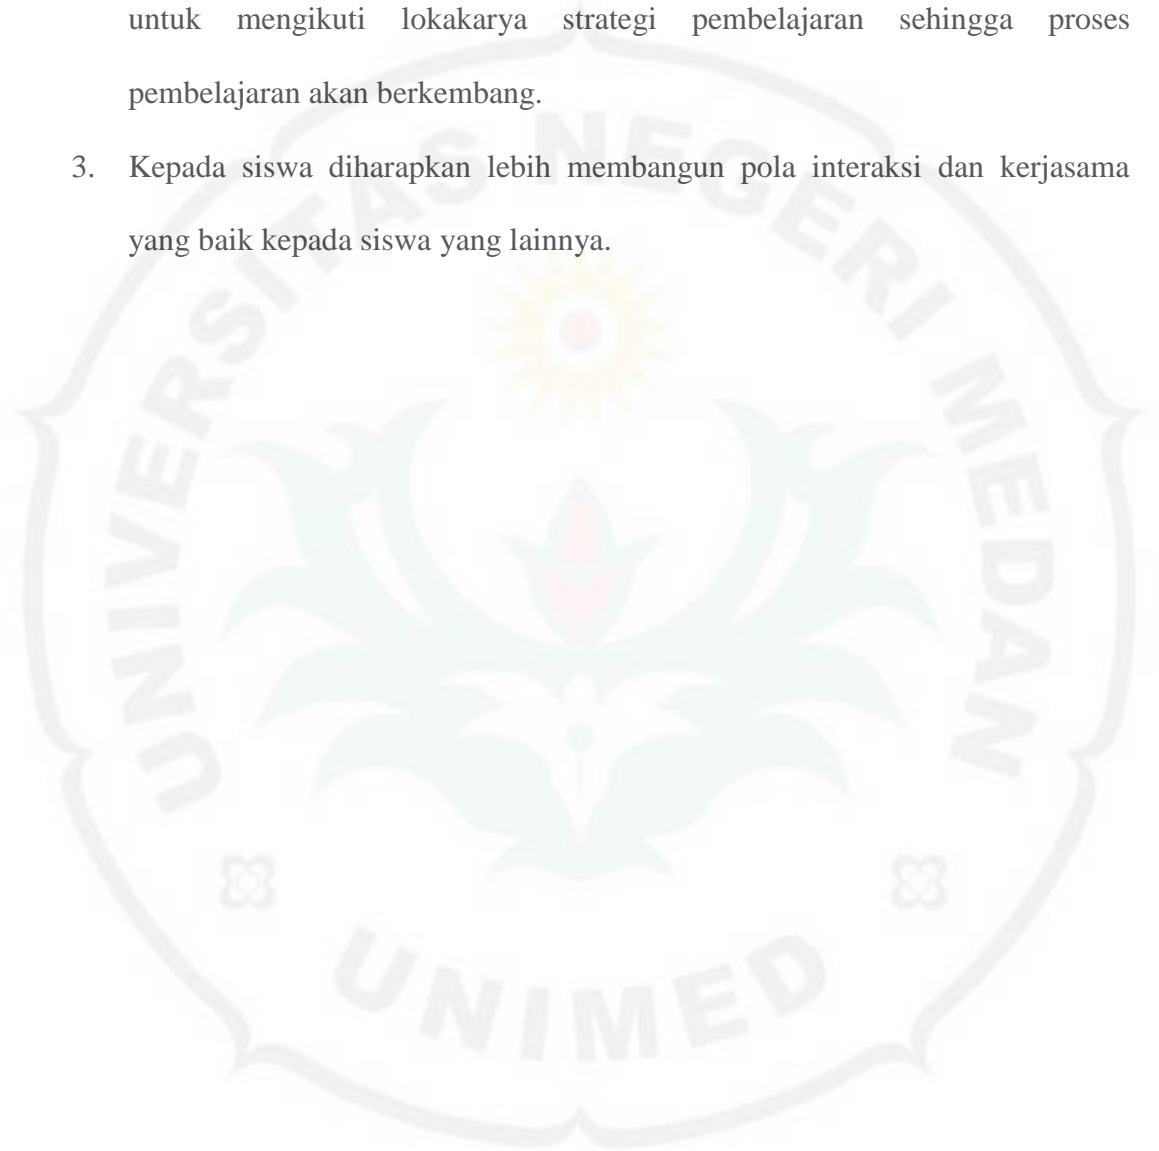 untuk mengikuti lokakarya strategi pembelajaran sehingga proses
pembelajaran akan berkembang.
3. Kepada siswa diharapkan lebih membangun pola interaksi dan kerjasama
yang baik kepada siswa yang lainnya.
UNIVERSITAS NEGERI MEDAN
UNIMED